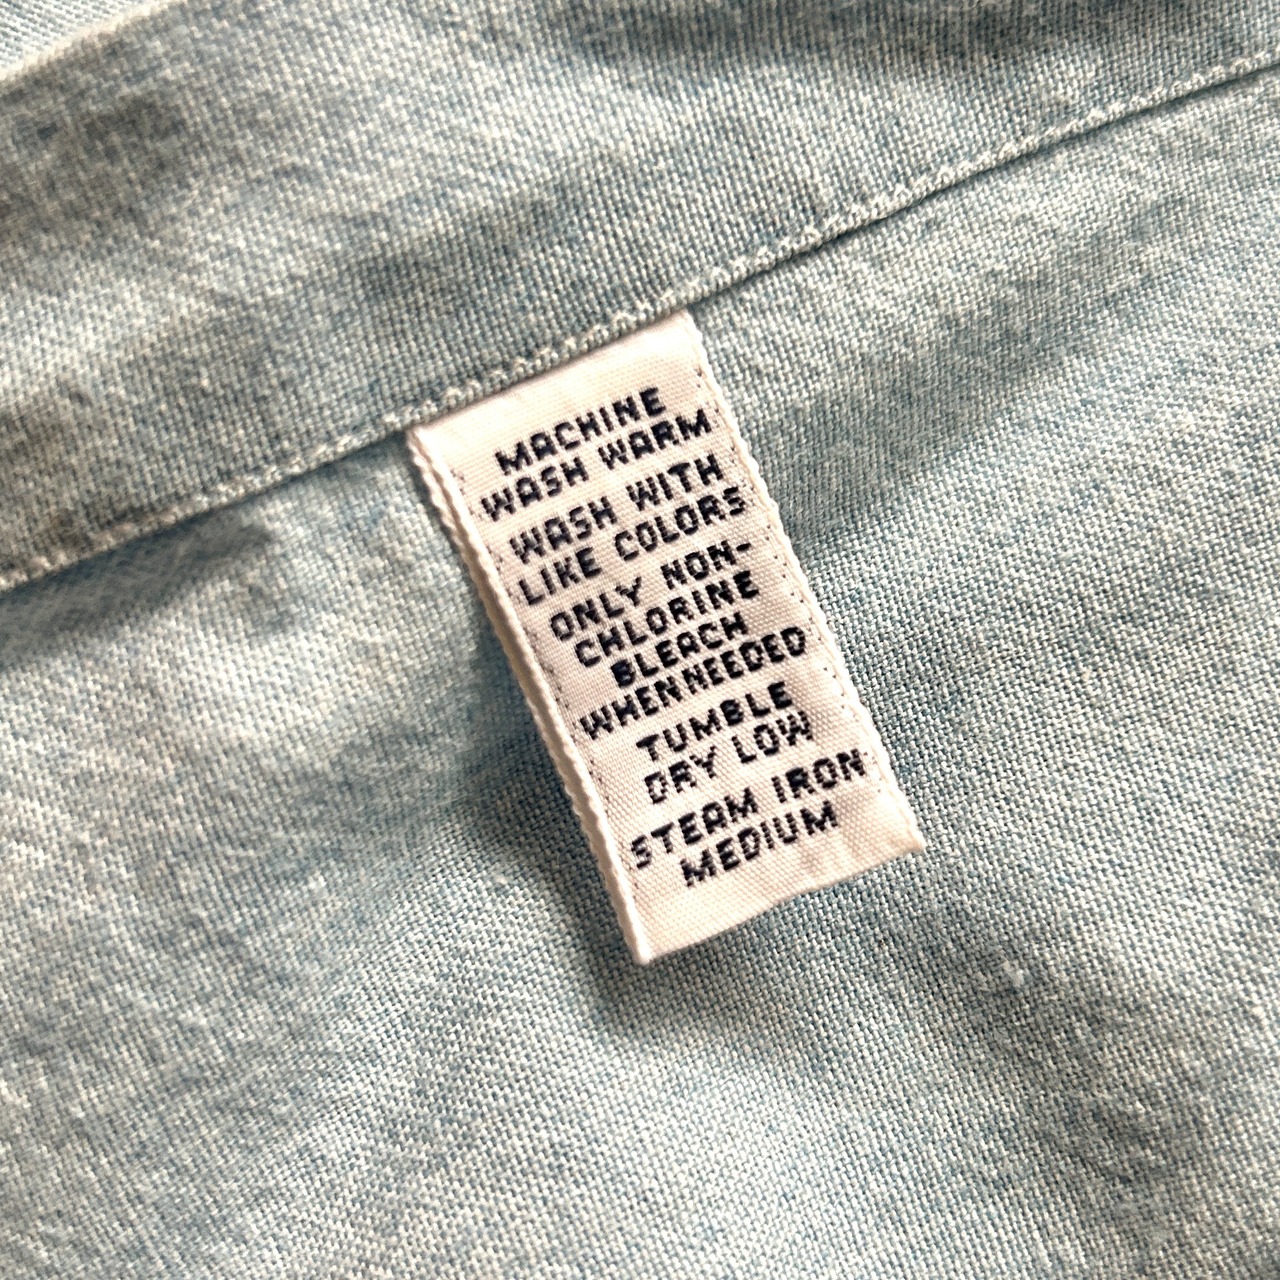 MACHINE
WASH WARM
WASH WITH
LIKE COLORS
ONLY NON-
CHLORINE
BLEACH
WHEN NEEDED
TUMBLE
DRY LOW
STEAM IRON
MEDIUM